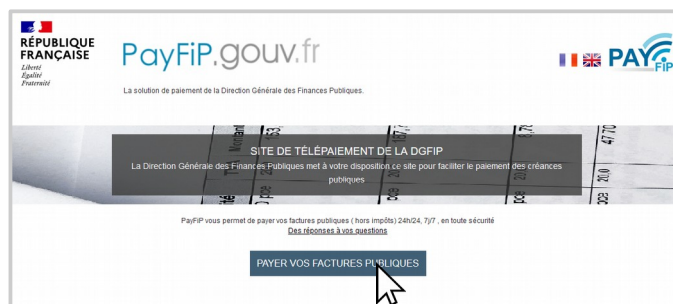 RÉPUBLIQUE
FRANÇAISE
Liberté
Égalité
Fraternité
PayFiP.gouv.fr
PAY
FiP
La solution de paiement de la Direction Générale des Finances Publiques.
SITE DE TÉLÉPAIEMENT DE LA DGFIP
La Direction Générale des Finances Publiques met à votre disposition ce site pour faciliter le paiement des créances
publiques
PayFiP vous permet de payer vos factures publiques ( hors impôts) 24h/24, 7j/7 , en toute sécurité
Des réponses à vos questions
PAYER VOS FACTURES PUBLIQUES